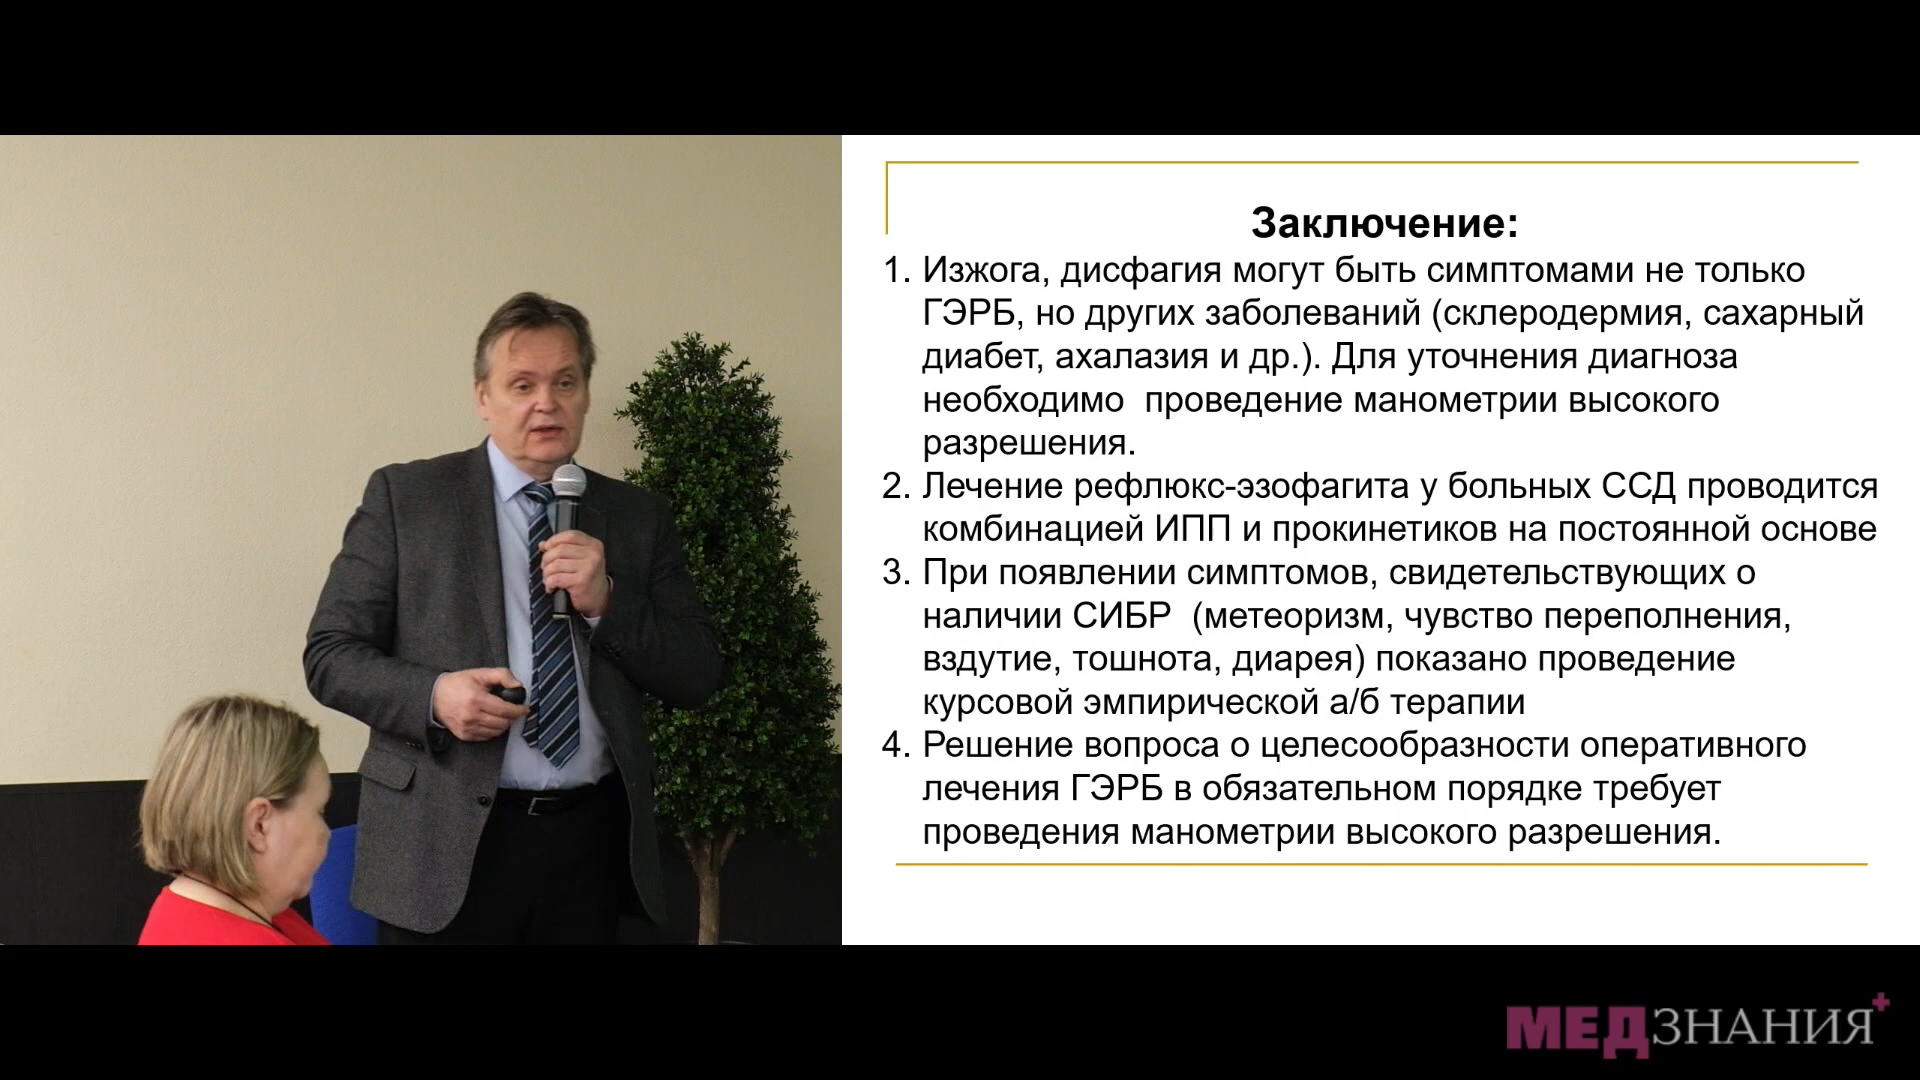 Заключение:
1. Изжога, дисфагия могут быть симптомами не только
ГЭРБ, но других заболеваний (склеродермия, сахарный
диабет, ахалазия и др.). Для уточнения диагноза
необходимо  проведение манометрии высокого
разрешения.
2. Лечение рефлюкс-эзофагита у больных ССД проводится
комбинацией ИПП и прокинетиков на постоянной основе
3. При появлении симптомов, свидетельствующих о
наличии СИБР  (метеоризм, чувство переполнения,
вздутие, тошнота, диарея) показано проведение
курсовой эмпирической а/б терапии
4. Решение вопроса о целесообразности оперативного
лечения ГЭРБ в обязательном порядке требует
проведения манометрии высокого разрешения.
МЕДЗНАНИЯ+